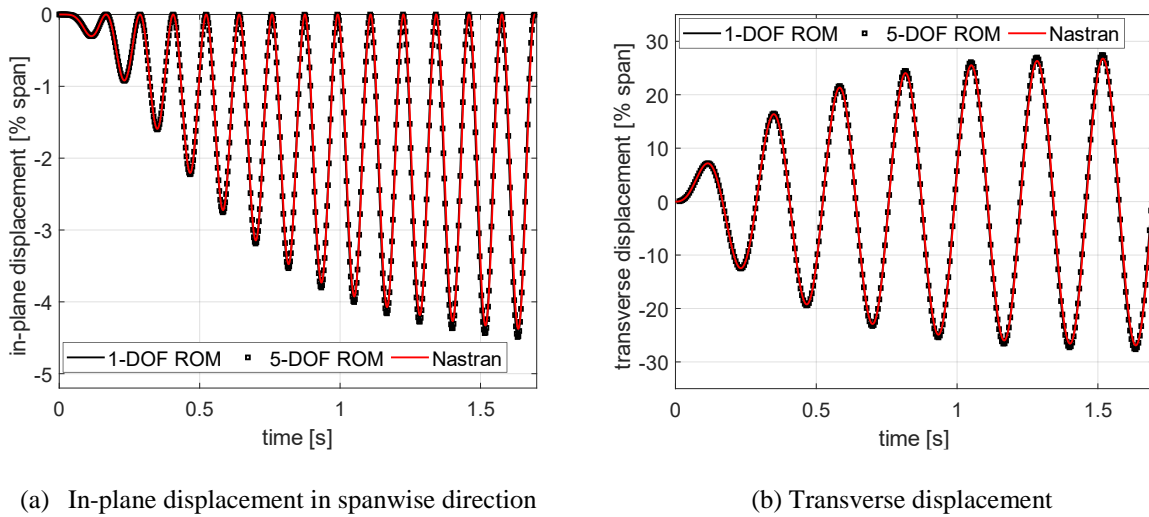 0
-1
-2
-3
-4
-5
in-plane displacement [% span]
1-DOF ROM 5-DOF ROM Nastran
0 0.5 1 1.5
time [s]
(a) In-plane displacement in spanwise direction
1-DOF ROM 5-DOF ROM Nastran
30
20
10
0
-10
-20
-30
transverse displacement [% span]
0 0.5 1 1.5
time [s]
(b) Transverse displacement